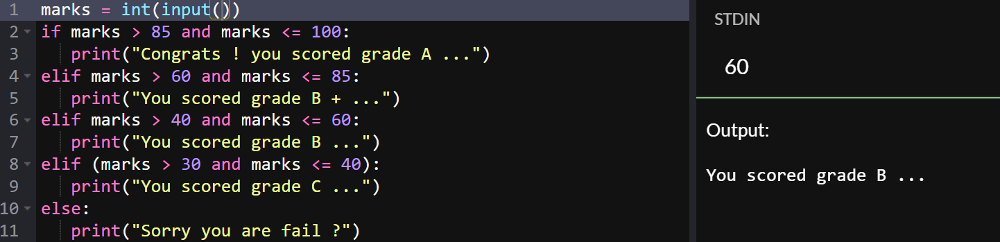 1 marks = int(input())
2 if marks > 85 and marks <= 100:
3 print("Congrats ! you scored grade A ...")
4 elif marks > 60 and marks <= 85:
5 print("You scored grade B + ...")
6 elif marks > 40 and marks <= 60:
7 print("You scored grade B ...")
8 elif (marks > 30 and marks <= 40):
9 print("You scored grade C ...")
10 else:
11 print("Sorry you are fail ?")
STDIN
60
Output:
You scored grade B ...